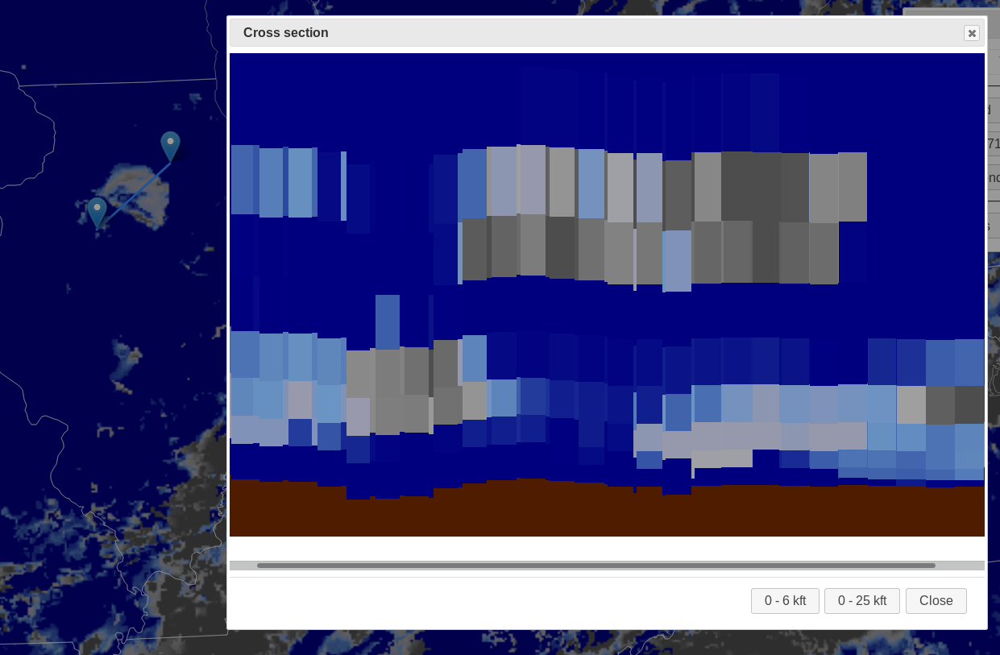 Cross section
0 - 6 kft
0 - 25 kft
Close